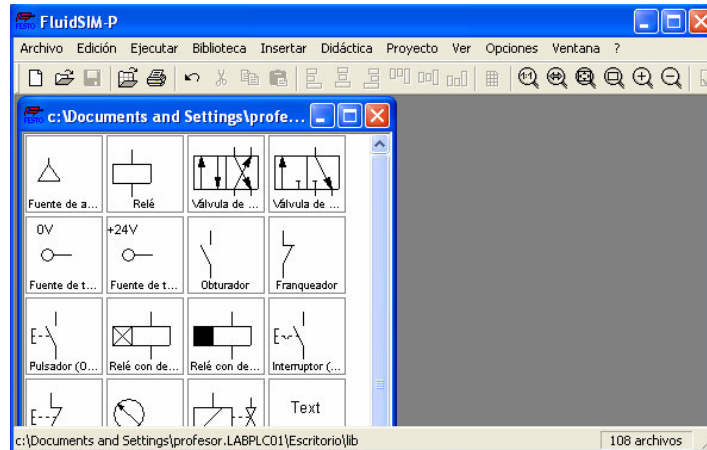 FluidSIM-P
Archivo Edición Ejecutar Biblioteca Insertar Didáctica Proyecto Ver Opciones Ventana ?
c:\Documents and Settings\profe...
Fuente de a... Relé Válvula de ... Válvula de ...
0V +24V
Fuente de t... Fuente de t... Obturador Franqueador
E E
Pulsador (O... Relé con de... Relé con de... Interruptor (...
E Text
c:\Documents and Settings\profesor.LABPLC01\Escritorio\lib 108 archivos